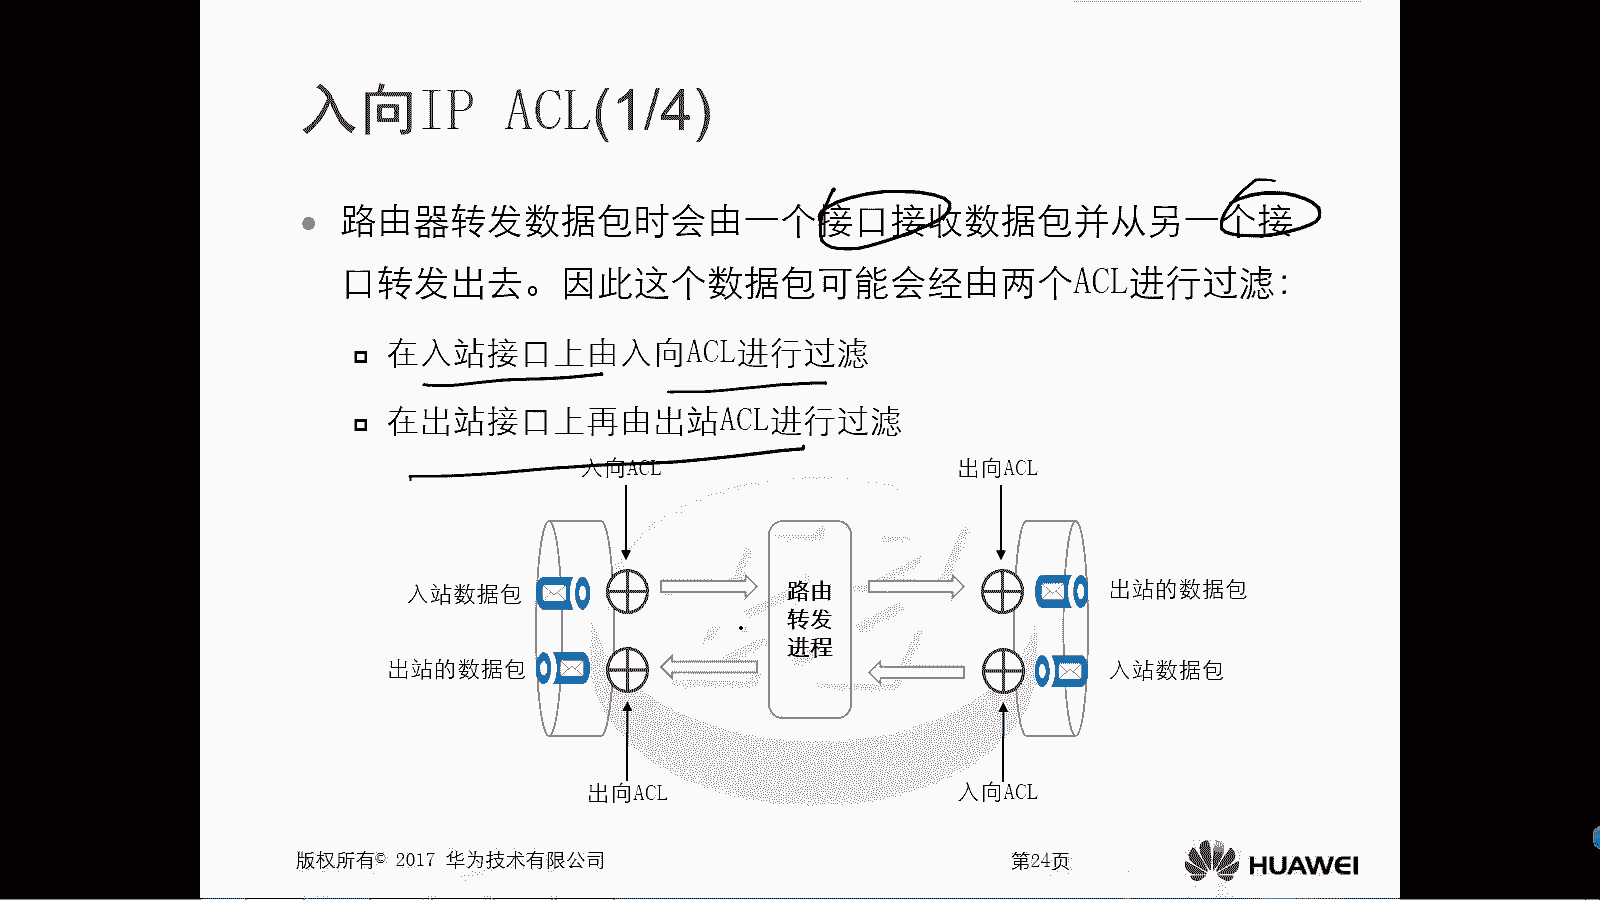 入向IP ACL(1/4)
路由器转发数据包时会由一个接口接收数据包并从另一个接
口转发出去。因此这个数据包可能会经由两个ACL进行过滤：
在入站接口上由入向ACL进行过滤
在出站接口上再由出站ACL进行过滤
入向ACL
出向ACL
入站数据包
路由
转发
进程
出站的数据包
出站的数据包
入站数据包
出向ACL
入向ACL
版权所有© 2017 华为技术有限公司
第24页
HUAWEI